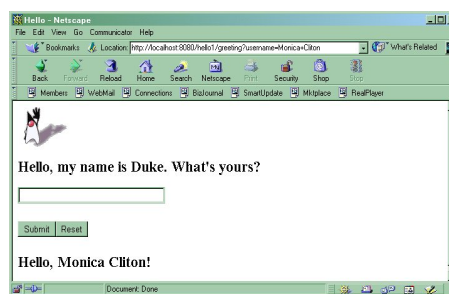 Hello - Netscape
File Edit View Go Communicator Help
Bookmarks Location: http://localhost:8080/hello1/greeting?username=Monica+Cliton What's Related
Back Forward Reload Home Search Netscape Print Security Shop Stop
Members WebMail Connections BizJournal SmartUpdate Mktplace RealPlayer
Hello, my name is Duke. What's yours?
Submit Reset
Hello, Monica Cliton!
Document: Done